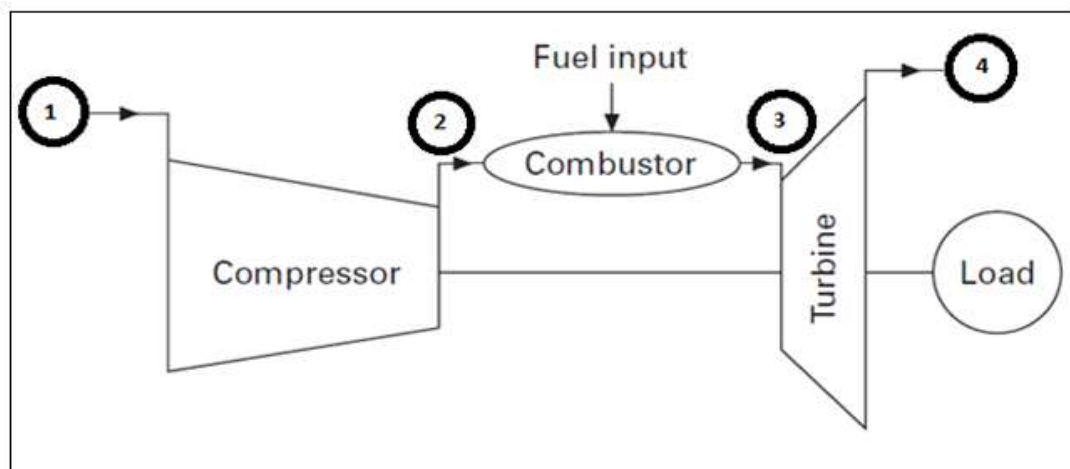 Fuel input
1
2
3
4
Combustor
Compressor
Turbine
Load